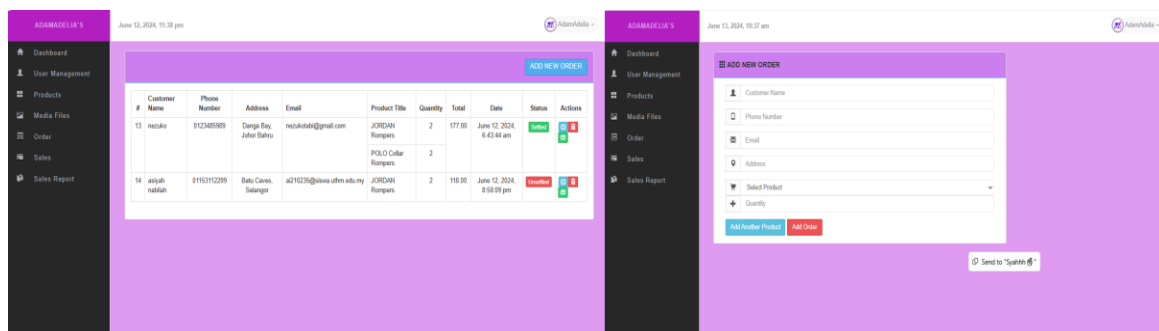 ADAMADELIA'S
June 12, 2024, 11:38 pm
AdamAdelia
Dashboard
User Management
Products
Media Files
Order
Sales
Sales Report
ADD NEW ORDER
# Customer Name Phone Number Address Email Product Title Quantity Total Date Status Actions
13 nezuko 0123485989 Danga Bay, Johor Bahru nezukotabi@gmail.com JORDAN Rompers 2 177.00 June 12, 2024, 6:43:44 am Settled
POLO Collar Rompers 2
14 asiyah nabilah 01153112209 Batu Caves, Selangor ai210235@siswa.uthm.edu.my JORDAN Rompers 2 118.00 June 12, 2024, 8:50:09 pm Unsettled
ADAMADELIA'S
June 13, 2024, 10:37 am
AdamAdelia
Dashboard
User Management
Products
Media Files
Order
Sales
Sales Report
ADD NEW ORDER
Customer Name
Phone Number
Email
Address
Select Product
Quantity
Add Another Product
Add Order
Send to "Syahhh"